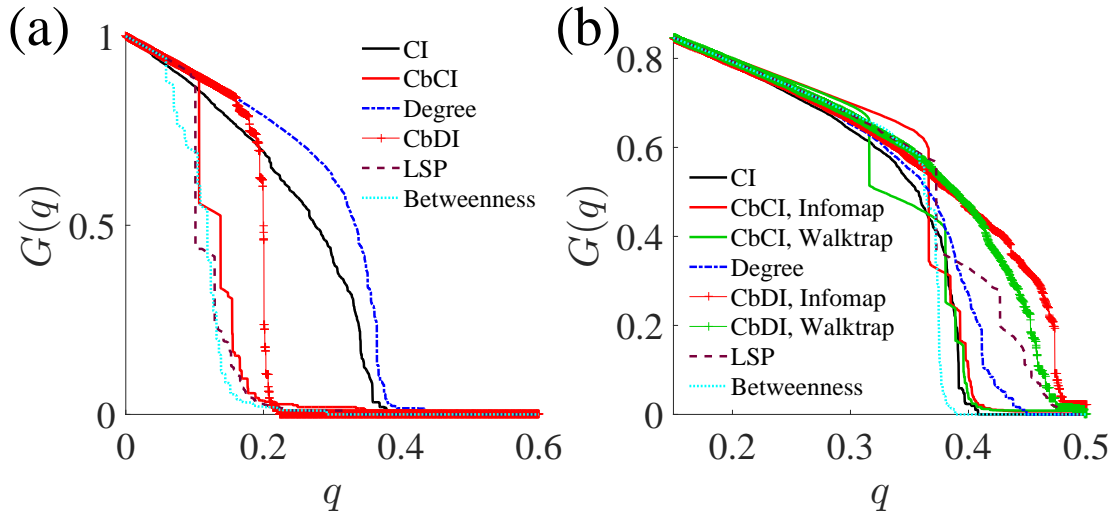 (a)
1
0.5
0
G(q)
CI
CbCI
Degree
CbDI
LSP
Betweenness
0
0.2
0.4
0.6
q
(b)
0.8
0.6
0.4
0.2
0
G(q)
CI
CbCI, Infomap
CbCI, Walktrap
Degree
CbDI, Infomap
CbDI, Walktrap
LSP
Betweenness
0.2
0.3
0.4
0.5
q